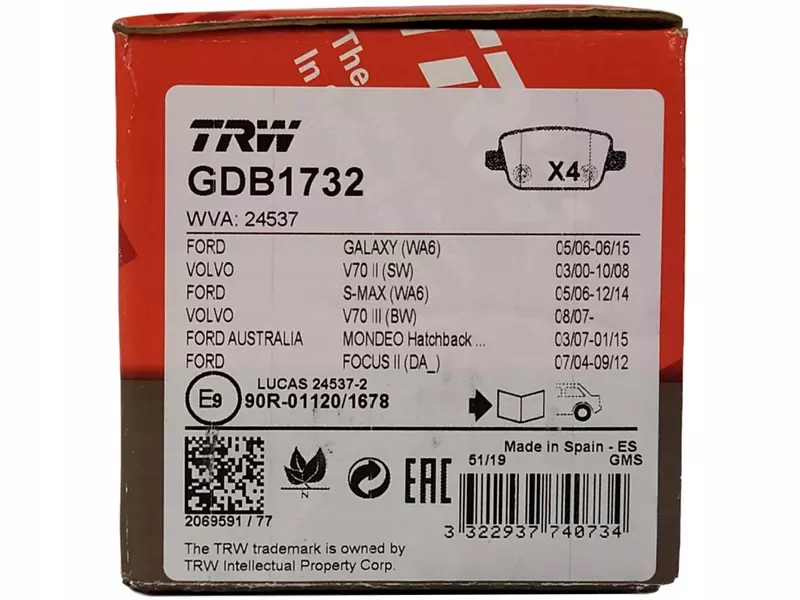 The
In
TRW
GDB1732
X4
WVA: 24537
FORD GALAXY (WA6) 05/06-06/15
VOLVO V70 II (SW) 03/00-10/08
FORD S-MAX (WA6) 05/06-12/14
VOLVO V70 III (BW) 08/07-
FORD AUSTRALIA MONDEO Hatchback ... 03/07-01/15
FORD FOCUS II (DA_) 07/04-09/12
LUCAS 24537-2
E9 90R-01120/1678
Made in Spain - ES
51/19 GMS
N
EAC
2069591 / 77
3 322937 740734
The TRW trademark is owned by
TRW Intellectual Property Corp.